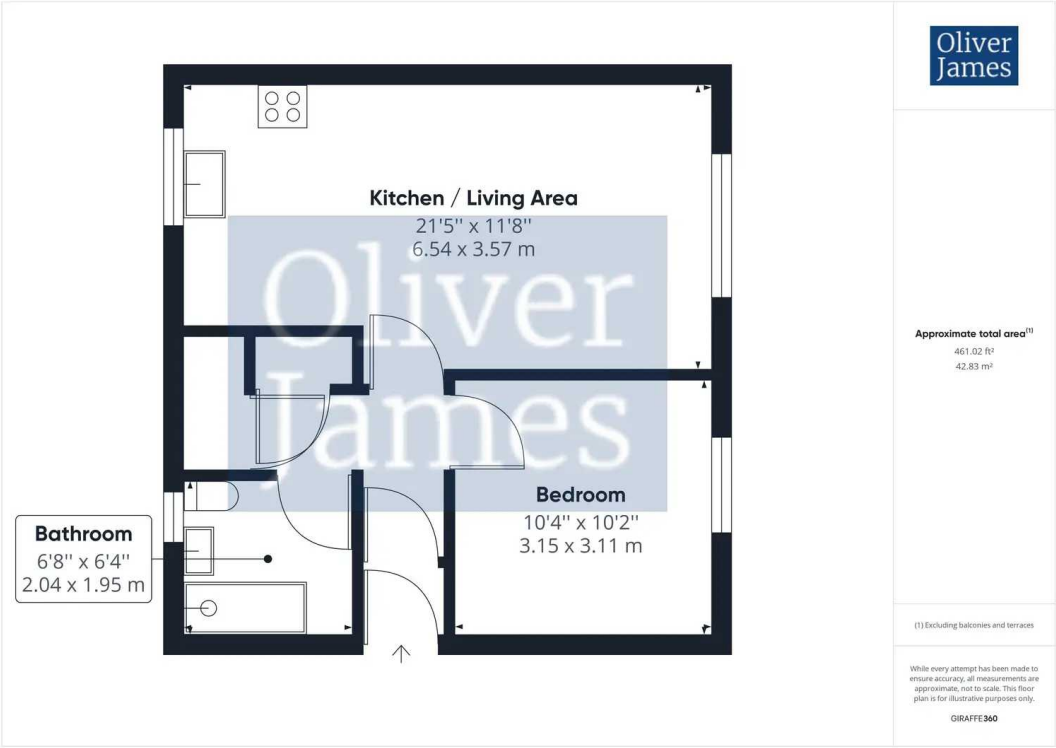 Oliver
James
Kitchen / Living Area
21'5'' x 11'8''
6.54 x 3.57 m
Oliver
James
Bedroom
10'4'' x 10'2''
3.15 x 3.11 m
Bathroom
6'8'' x 6'4''
2.04 x 1.95 m
Approximate total area(1)
461.02 ft²
42.83 m²
(1) Excluding balconies and terraces
While every attempt has been made to
ensure accuracy, all measurements are
approximate, not to scale. This floor
plan is for illustrative purposes only.
GIRAFFE360